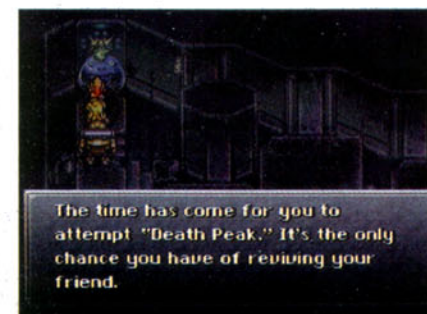 The time has come for you to
attempt "Death Peak." It's the only
chance you have of reviving your
friend.